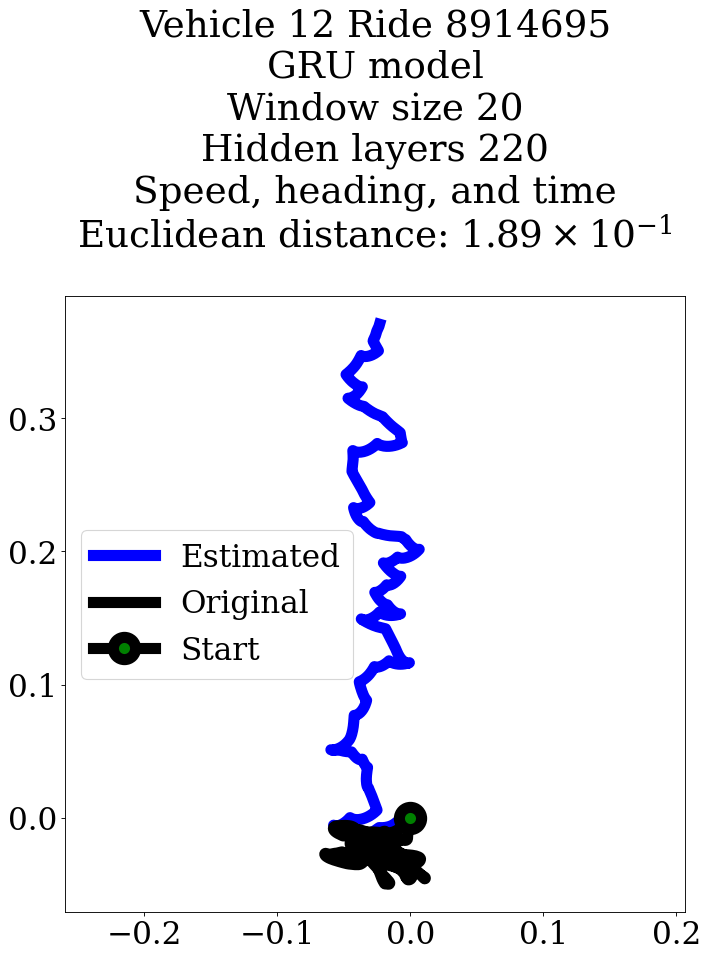 Vehicle 12 Ride 8914695
GRU model
Window size 20
Hidden layers 220
Speed, heading, and time
Euclidean distance: 1.89 × 10⁻¹
0.3
0.2
0.1
0.0
Estimated
Original
Start
−0.2
−0.1
0.0
0.1
0.2